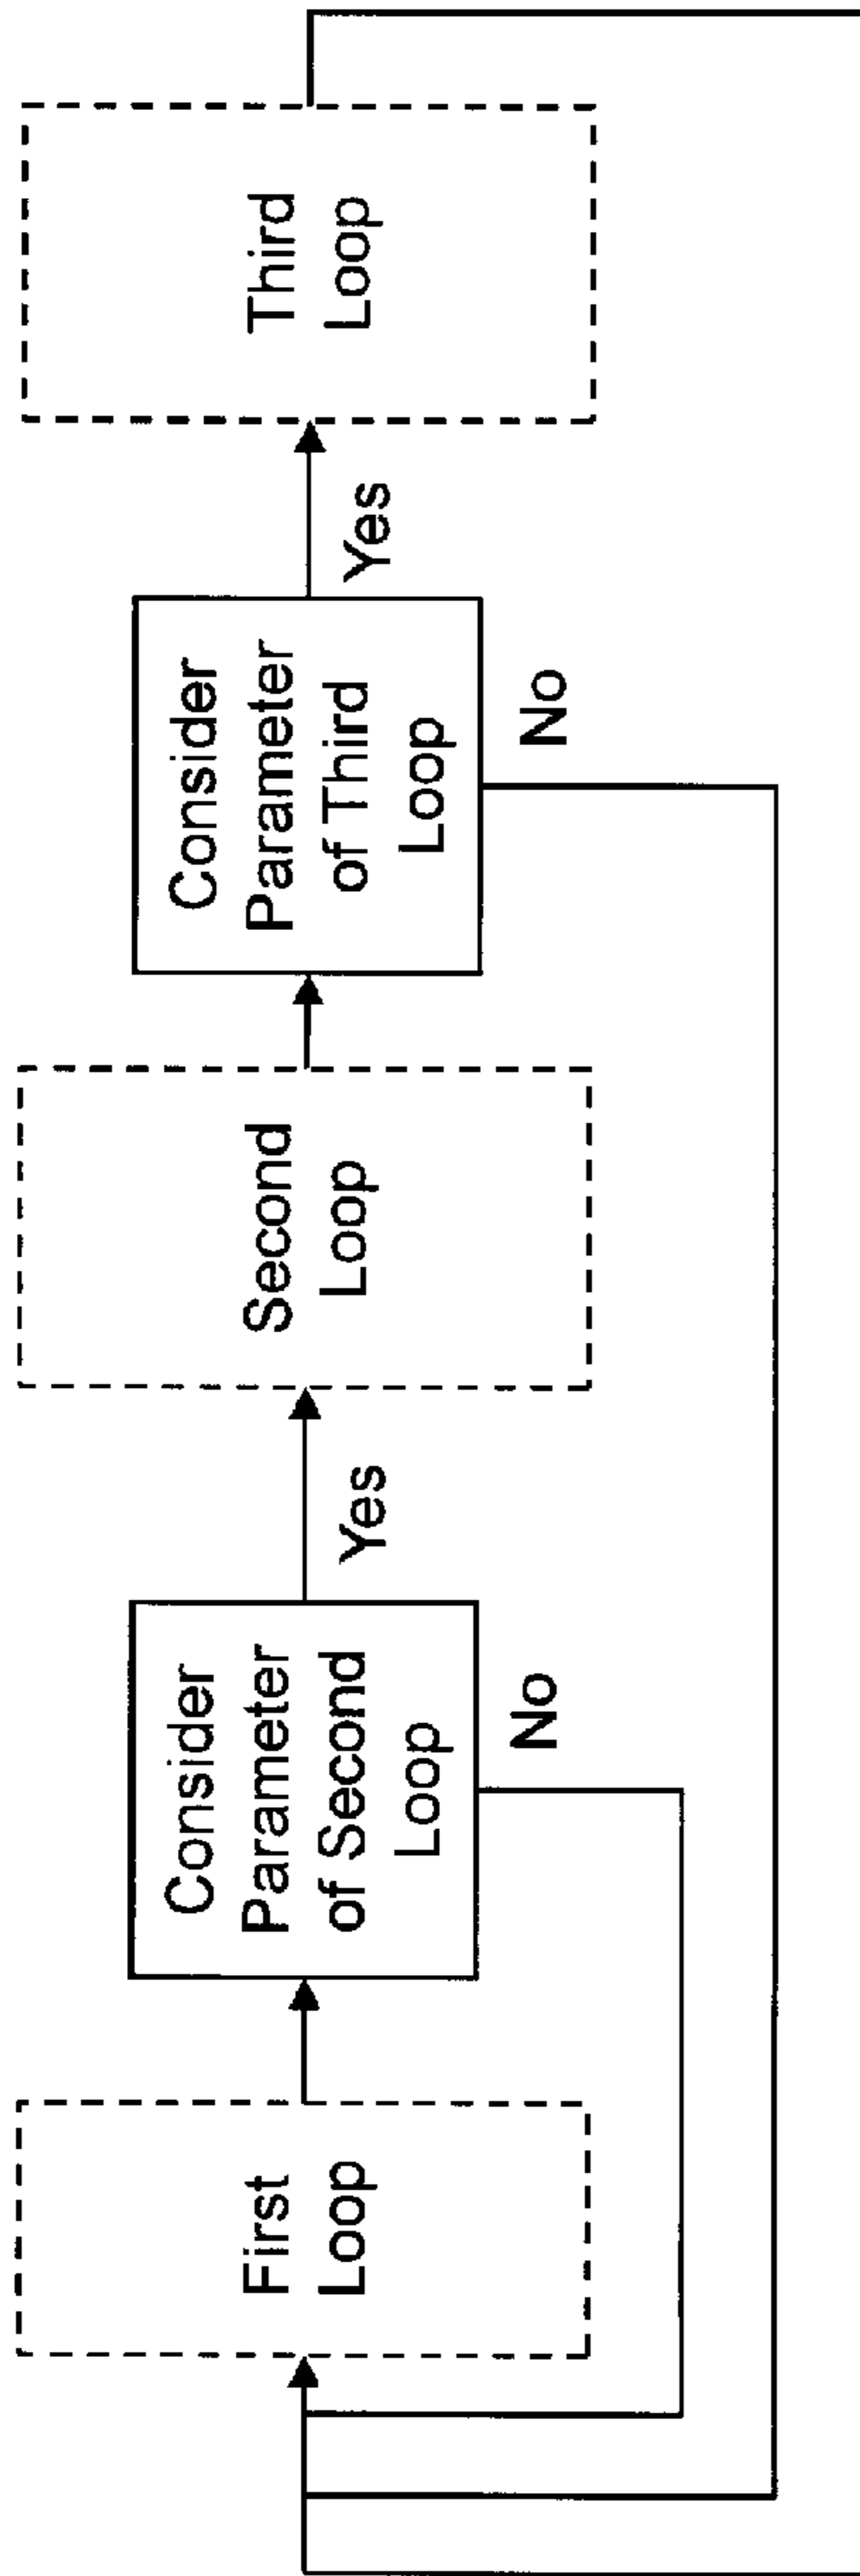 First
Loop
Consider
Parameter
of Second
Loop
Yes
No
Second
Loop
Consider
Parameter
of Third
Loop
Yes
No
Third
Loop